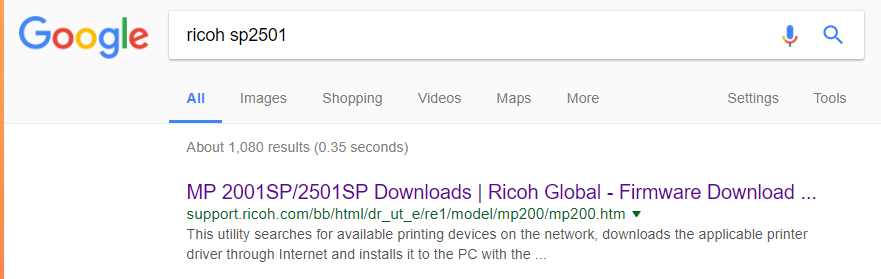 Google
ricoh sp2501
All Images Shopping Videos Maps More Settings Tools
About 1,080 results (0.35 seconds)
MP 2001SP/2501SP Downloads | Ricoh Global - Firmware Download ...
support.ricoh.com/bb/html/dr_ut_e/re1/model/mp200/mp200.htm
This utility searches for available printing devices on the network, downloads the applicable printer
driver through Internet and installs it to the PC with the ...